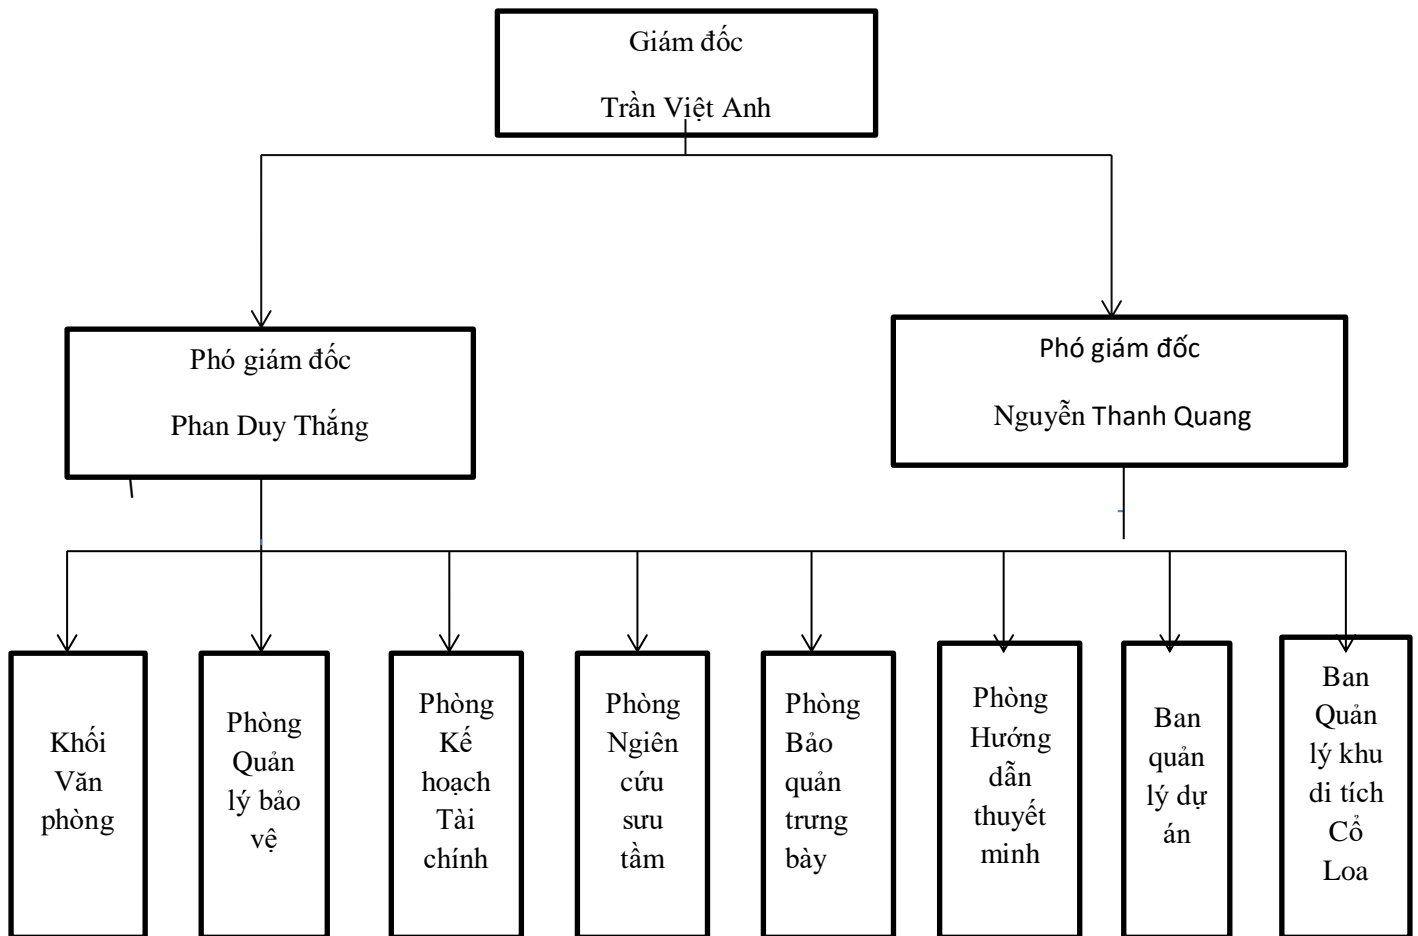 Giám đốc
Trần Việt Anh
Phó giám đốc
Phan Duy Thắng
Phó giám đốc
Nguyễn Thanh Quang
Khối
Văn
phòng
Phòng
Quản
lý bảo
vệ
Phòng
Kế
hoạch
Tài
chính
Phòng
Ngiên
cứu
sưu
tầm
Phòng
Bảo
quản
trưng
bày
Phòng
Hướng
dẫn
thuyết
minh
Ban
quản
lý dự
án
Ban
Quản
lý khu
di tích
Cổ
Loa